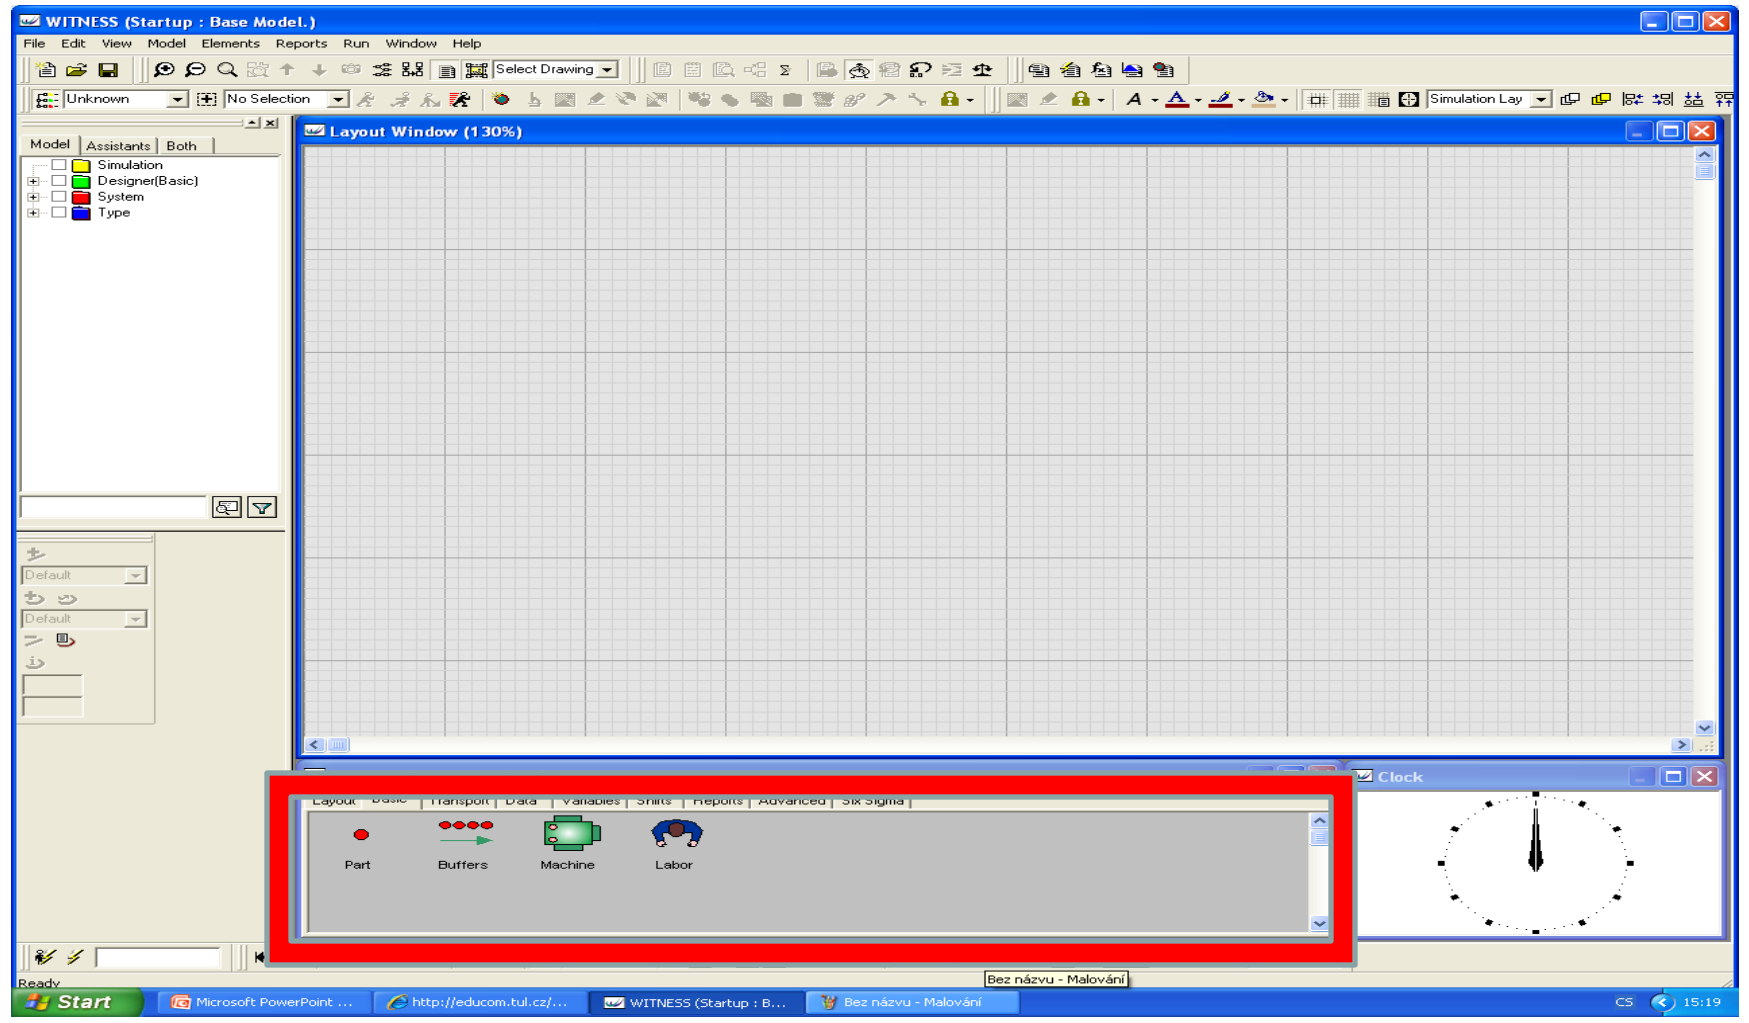 WITNESS (Startup : Base Model.)
File Edit View Model Elements Reports Run Window Help
Select Drawing
Unknown No Selection A A Simulation Lay
Layout Window (130%)
Model Assistants Both
Simulation
Designer(Basic)
System
Type
Default
Default
Clock
Layout Basic Transport Data Variables Shifts Reports Advanced Six Sigma
Part Buffers Machine Labor
Bez názvu - Malování
Ready
Start Microsoft PowerPoint ... http://educom.tul.cz/... WITNESS (Startup : B... Bez názvu - Malování CS 15:19